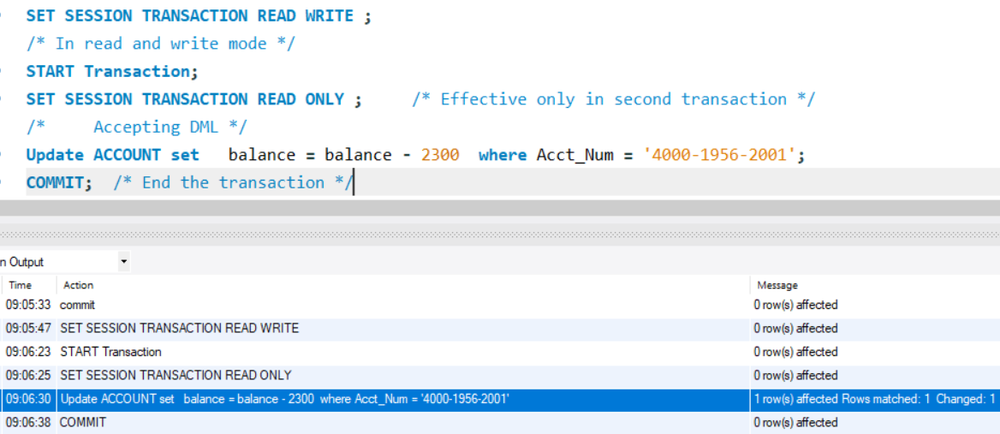 SET SESSION TRANSACTION READ WRITE ;
/* In read and write mode */
START Transaction;
SET SESSION TRANSACTION READ ONLY ; /* Effective only in second transaction */
/* Accepting DML */
Update ACCOUNT set balance = balance - 2300 where Acct_Num = '4000-1956-2001';
COMMIT; /* End the transaction */
n Output
Time Action Message
09:05:33 commit 0 row(s) affected
09:05:47 SET SESSION TRANSACTION READ WRITE 0 row(s) affected
09:06:23 START Transaction 0 row(s) affected
09:06:25 SET SESSION TRANSACTION READ ONLY 0 row(s) affected
09:06:30 Update ACCOUNT set balance = balance - 2300 where Acct_Num = '4000-1956-2001' 1 row(s) affected Rows matched: 1 Changed: 1
09:06:38 COMMIT 0 row(s) affected